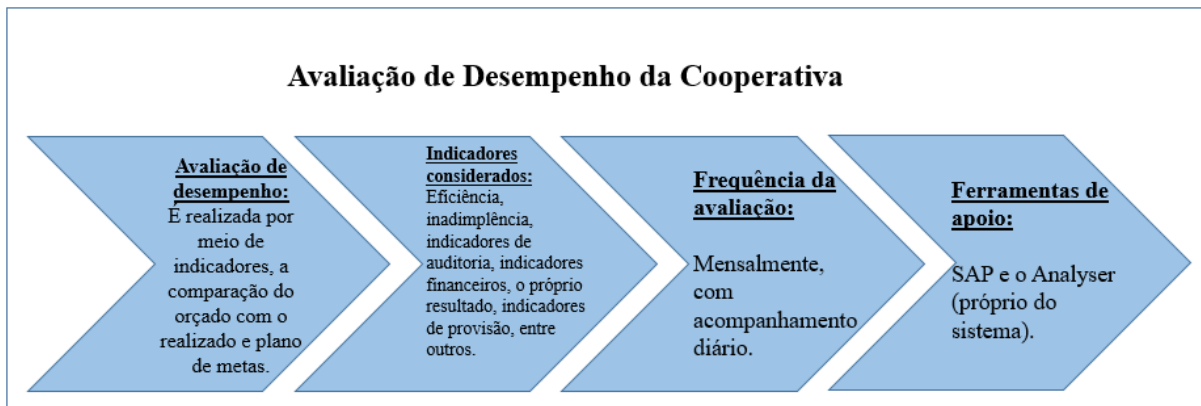 Avaliação de Desempenho da Cooperativa
Avaliação de
desempenho:
É realizada por
meio de
indicadores, a
comparação do
orçado com o
realizado e plano
de metas.
Indicadores
considerados:
Eficiência,
inadimplência,
indicadores de
auditoria, indicadores
financeiros, o próprio
resultado, indicadores
de provisão, entre
outros.
Frequência da
avaliação:
Mensalmente,
com
acompanhamento
diário.
Ferramentas de
apoio:
SAP e o Analyser
(próprio do
sistema).